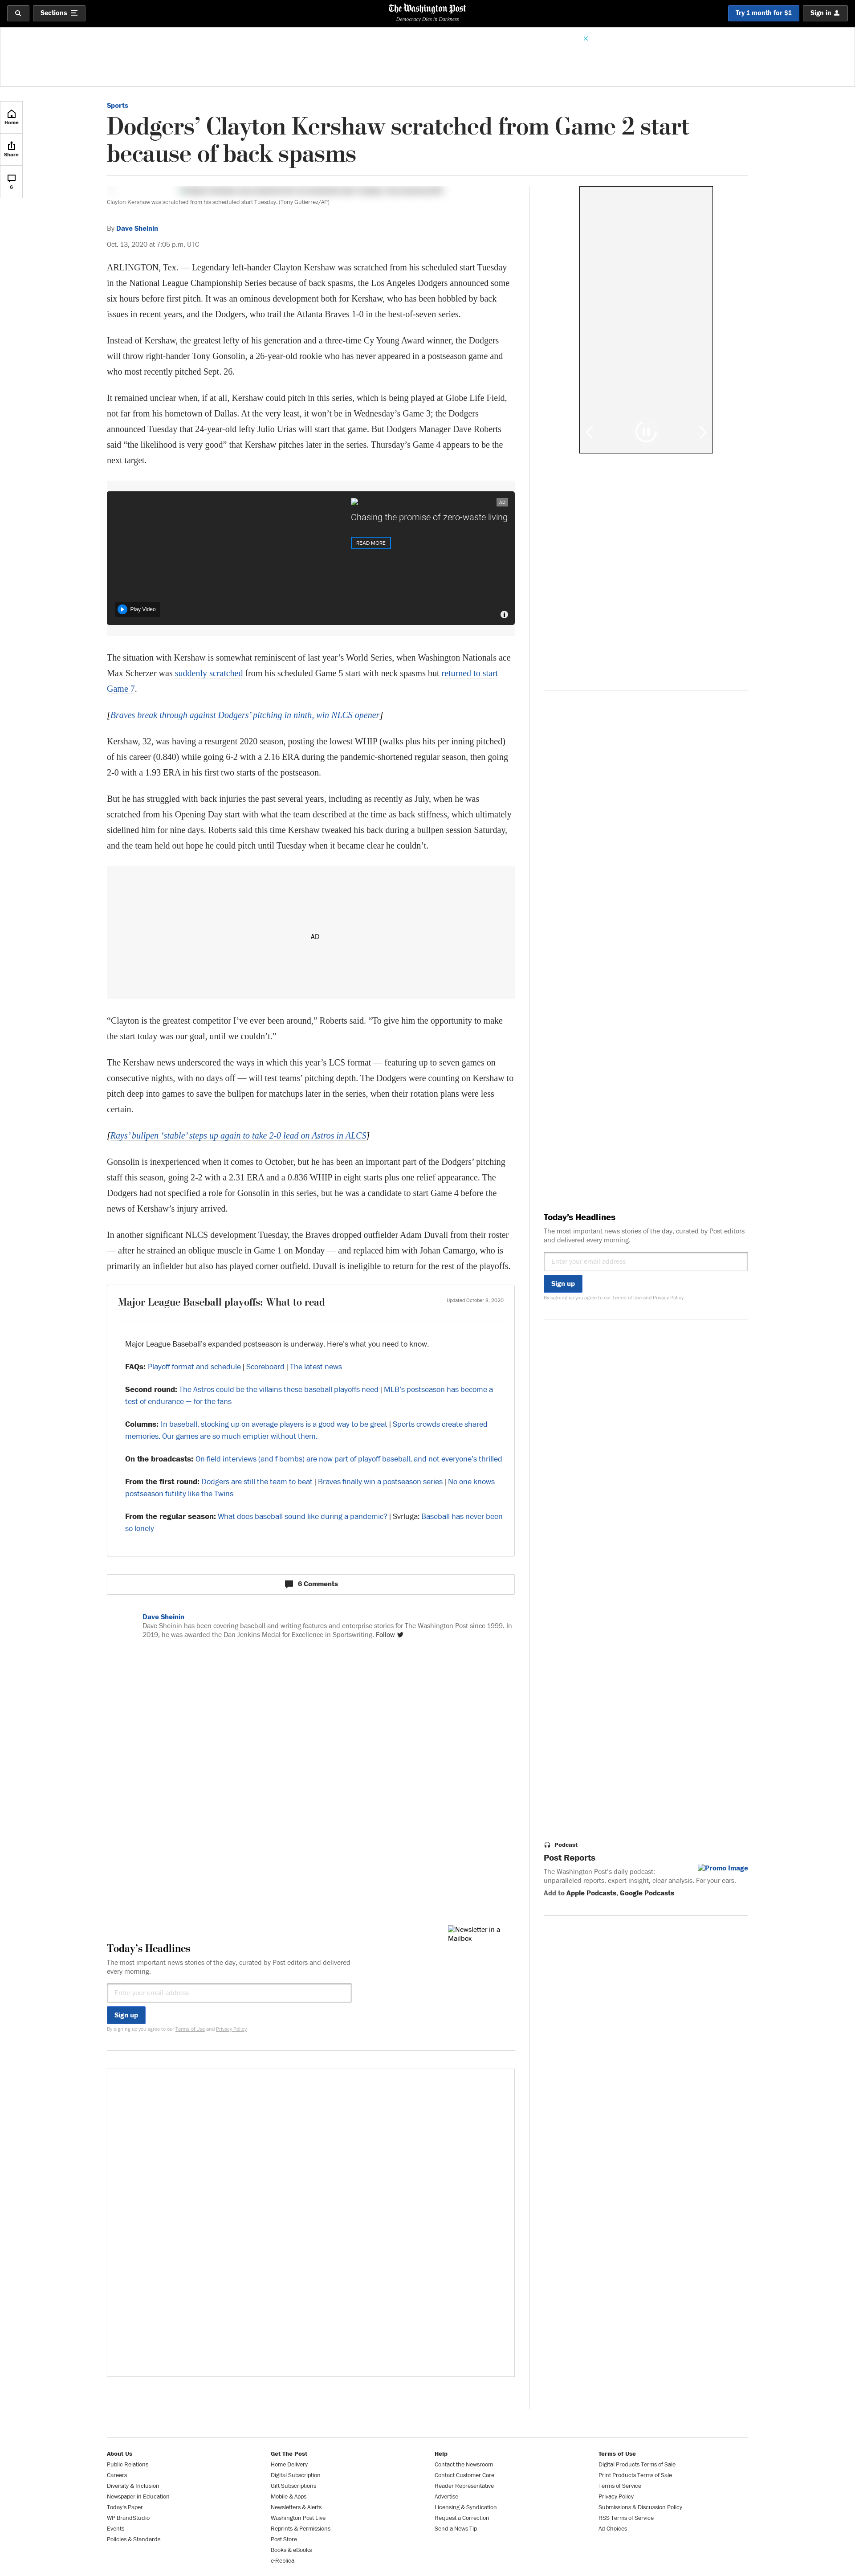 Sections
The Washington Post
Democracy Dies in Darkness
Try 1 month for $1
Sign in
Home
Share
6
Sports
Dodgers’ Clayton Kershaw scratched from Game 2 start
because of back spasms
Clayton Kershaw was scratched from his scheduled start Tuesday. (Tony Gutierrez/AP)
By Dave Sheinin
Oct. 13, 2020 at 7:05 p.m. UTC
ARLINGTON, Tex. — Legendary left-hander Clayton Kershaw was scratched from his scheduled start Tuesday
in the National League Championship Series because of back spasms, the Los Angeles Dodgers announced some
six hours before first pitch. It was an ominous development both for Kershaw, who has been hobbled by back
issues in recent years, and the Dodgers, who trail the Atlanta Braves 1-0 in the best-of-seven series.
Instead of Kershaw, the greatest lefty of his generation and a three-time Cy Young Award winner, the Dodgers
will throw right-hander Tony Gonsolin, a 26-year-old rookie who has never appeared in a postseason game and
who most recently pitched Sept. 26.
It remained unclear when, if at all, Kershaw could pitch in this series, which is being played at Globe Life Field,
not far from his hometown of Dallas. At the very least, it won’t be in Wednesday’s Game 3; the Dodgers
announced Tuesday that 24-year-old lefty Julio Urías will start that game. But Dodgers Manager Dave Roberts
said “the likelihood is very good” that Kershaw pitches later in the series. Thursday’s Game 4 appears to be the
next target.
AD
Chasing the promise of zero-waste living
READ MORE
Play Video
The situation with Kershaw is somewhat reminiscent of last year’s World Series, when Washington Nationals ace
Max Scherzer was suddenly scratched from his scheduled Game 5 start with neck spasms but returned to start
Game 7.
[Braves break through against Dodgers’ pitching in ninth, win NLCS opener]
Kershaw, 32, was having a resurgent 2020 season, posting the lowest WHIP (walks plus hits per inning pitched)
of his career (0.840) while going 6-2 with a 2.16 ERA during the pandemic-shortened regular season, then going
2-0 with a 1.93 ERA in his first two starts of the postseason.
But he has struggled with back injuries the past several years, including as recently as July, when he was
scratched from his Opening Day start with what the team described at the time as back stiffness, which ultimately
sidelined him for nine days. Roberts said this time Kershaw tweaked his back during a bullpen session Saturday,
and the team held out hope he could pitch until Tuesday when it became clear he couldn’t.
AD
“Clayton is the greatest competitor I’ve ever been around,” Roberts said. “To give him the opportunity to make
the start today was our goal, until we couldn’t.”
The Kershaw news underscored the ways in which this year’s LCS format — featuring up to seven games on
consecutive nights, with no days off — will test teams’ pitching depth. The Dodgers were counting on Kershaw to
pitch deep into games to save the bullpen for matchups later in the series, when their rotation plans were less
certain.
[Rays’ bullpen ‘stable’ steps up again to take 2-0 lead on Astros in ALCS]
Gonsolin is inexperienced when it comes to October, but he has been an important part of the Dodgers’ pitching
staff this season, going 2-2 with a 2.31 ERA and a 0.836 WHIP in eight starts plus one relief appearance. The
Dodgers had not specified a role for Gonsolin in this series, but he was a candidate to start Game 4 before the
news of Kershaw’s injury arrived.
In another significant NLCS development Tuesday, the Braves dropped outfielder Adam Duvall from their roster
— after he strained an oblique muscle in Game 1 on Monday — and replaced him with Johan Camargo, who is
primarily an infielder but also has played corner outfield. Duvall is ineligible to return for the rest of the playoffs.
Major League Baseball playoffs: What to read
Updated October 8, 2020
Major League Baseball’s expanded postseason is underway. Here’s what you need to know.
FAQs: Playoff format and schedule | Scoreboard | The latest news
Second round: The Astros could be the villains these baseball playoffs need | MLB’s postseason has become a
test of endurance — for the fans
Columns: In baseball, stocking up on average players is a good way to be great | Sports crowds create shared
memories. Our games are so much emptier without them.
On the broadcasts: On-field interviews (and f-bombs) are now part of playoff baseball, and not everyone’s thrilled
From the first round: Dodgers are still the team to beat | Braves finally win a postseason series | No one knows
postseason futility like the Twins
From the regular season: What does baseball sound like during a pandemic? | Svrluga: Baseball has never been
so lonely
6 Comments
Dave Sheinin
Dave Sheinin has been covering baseball and writing features and enterprise stories for The Washington Post since 1999. In
2019, he was awarded the Dan Jenkins Medal for Excellence in Sportswriting. Follow
Today’s Headlines
The most important news stories of the day, curated by Post editors
and delivered every morning.
Enter your email address
Sign up
By signing up you agree to our Terms of Use and Privacy Policy
Podcast
Post Reports
Promo Image
The Washington Post’s daily podcast:
unparalleled reports, expert insight, clear analysis. For your ears.
Add to Apple Podcasts, Google Podcasts
Newsletter in a
Mailbox
Today’s Headlines
The most important news stories of the day, curated by Post editors and delivered
every morning.
Enter your email address
Sign up
By signing up you agree to our Terms of Use and Privacy Policy
About Us
Public Relations
Careers
Diversity & Inclusion
Newspaper in Education
Today’s Paper
WP BrandStudio
Events
Policies & Standards
Get The Post
Home Delivery
Digital Subscription
Gift Subscriptions
Mobile & Apps
Newsletters & Alerts
Washington Post Live
Reprints & Permissions
Post Store
Books & eBooks
e-Replica
Help
Contact the Newsroom
Contact Customer Care
Reader Representative
Advertise
Licensing & Syndication
Request a Correction
Send a News Tip
Terms of Use
Digital Products Terms of Sale
Print Products Terms of Sale
Terms of Service
Privacy Policy
Submissions & Discussion Policy
RSS Terms of Service
Ad Choices